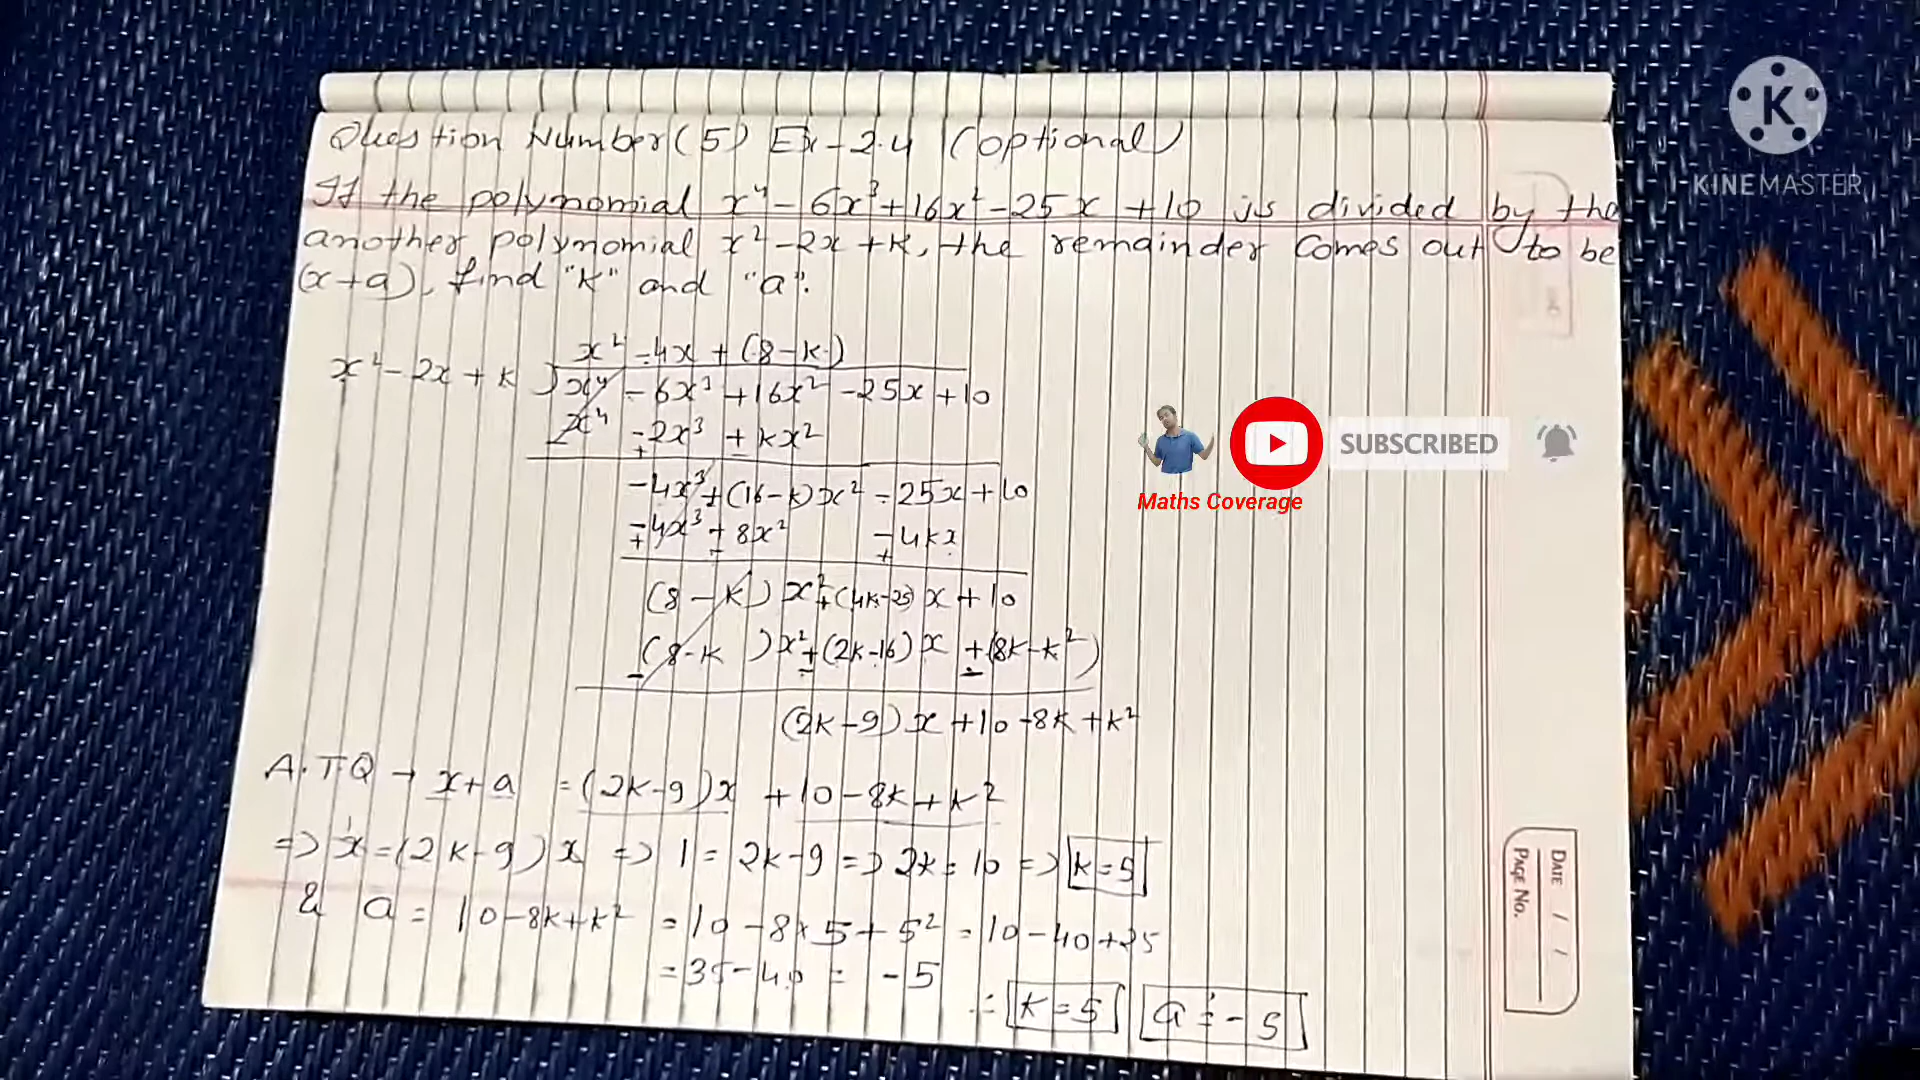 Question Number (5) Ex-2.4 (optional)
If the polynomial x⁴ - 6x³ + 16x² - 25x + 10 is divided by the
another polynomial x² - 2x + k, the remainder comes out to be
(x+a), find "k" and "a".
x² - 4x + (8-k)
x² - 2x + k ) x⁴ - 6x³ + 16x² - 25x + 10
x⁴ - 2x³ + kx²
- + -
-4x³ + (16-k)x² - 25x + 10
-4x³ + 8x² - 4kx
+ - +
(8-k)x² + (4k-25)x + 10
(8-k)x² + (2k-16)x + (8k-k²)
- - -
(2k-9)x + 10 - 8k + k²
A.T.Q → x+a = (2k-9)x + 10 - 8k + k²
=> 1x = (2k-9)x => 1 = 2k-9 => 2k = 10 => k = 5
& a = 10 - 8k + k² = 10 - 8×5 + 5² = 10 - 40 + 25
= 35 - 40 = -5
∴ k = 5 a = -5
K
KINEMASTER
SUBSCRIBED
Maths Coverage
DATE / /
PAGE NO.